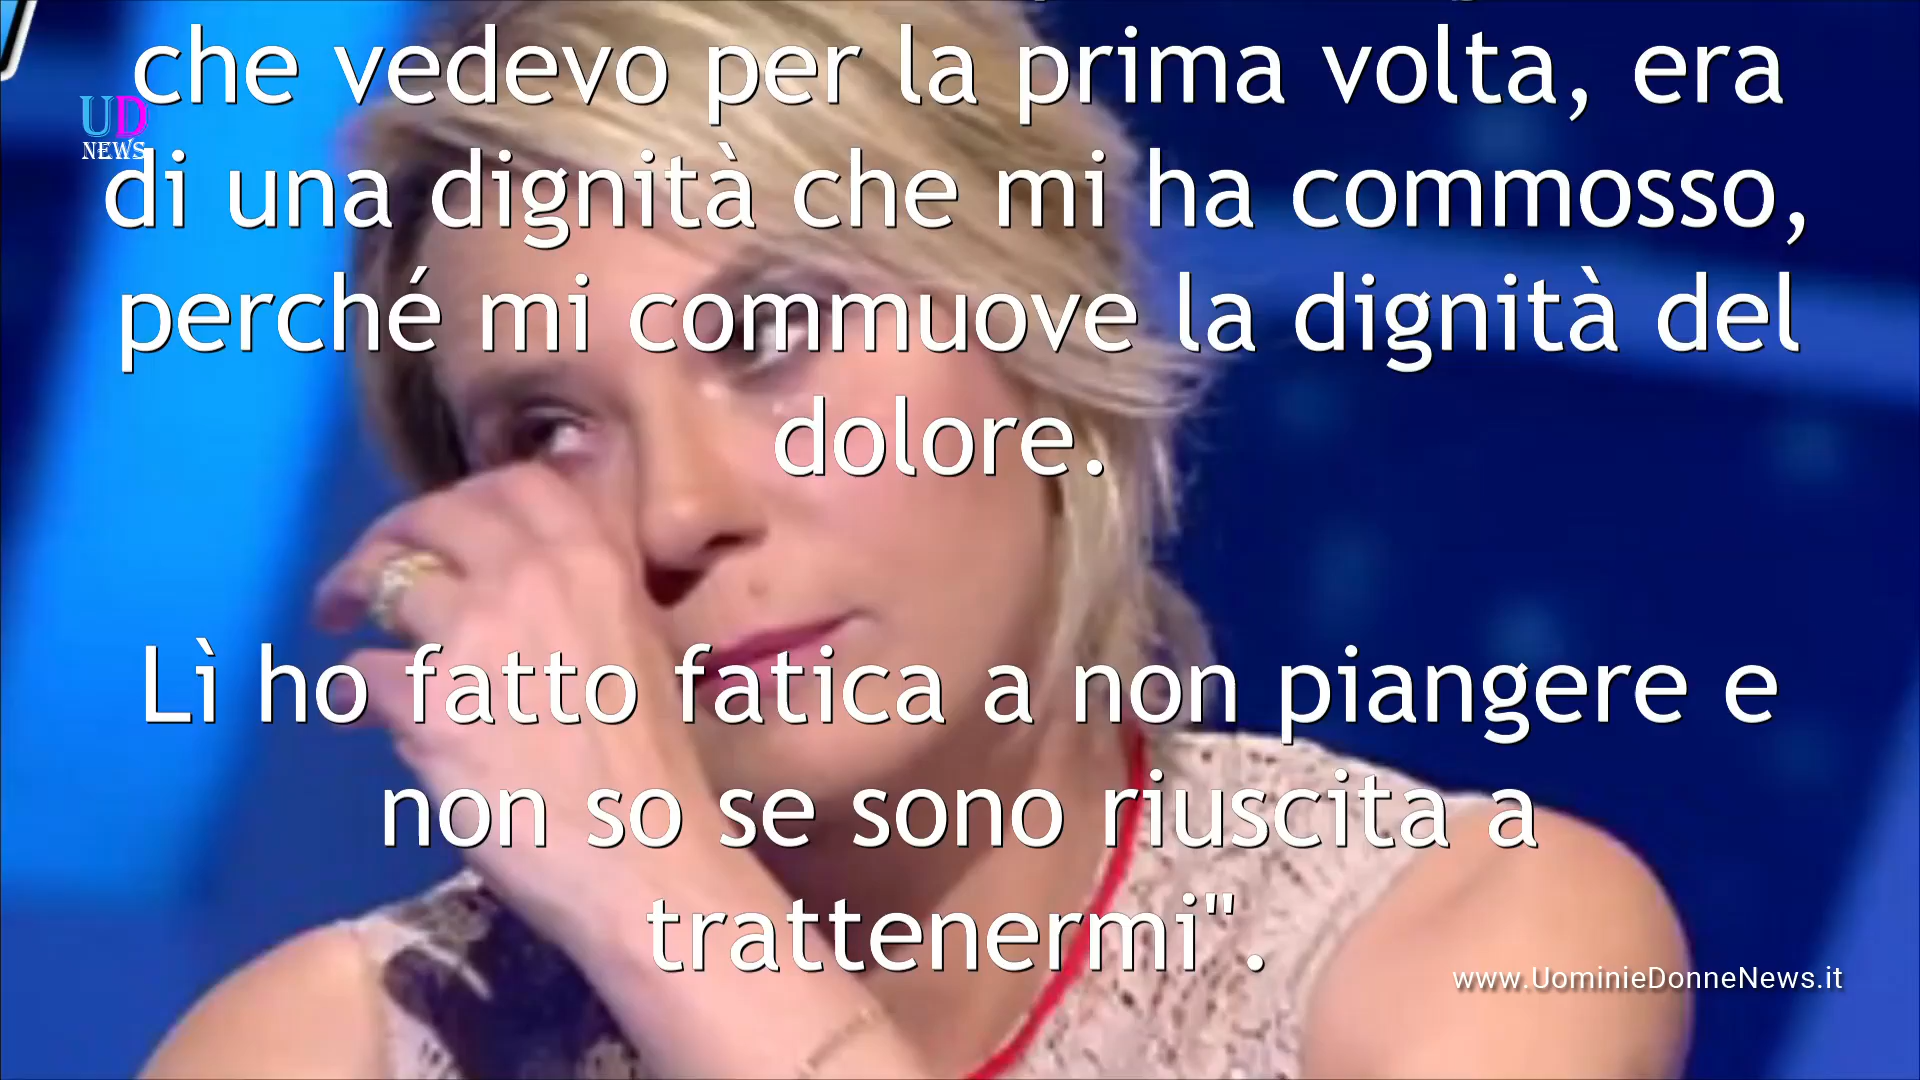 che vedevo per la prima volta, era
UD
NEWS
di una dignità che mi ha commosso,
perché mi commuove la dignità del
dolore.
Lì ho fatto fatica a non piangere e
non so se sono riuscita a
trattenermi".
www.UominieDonneNews.it